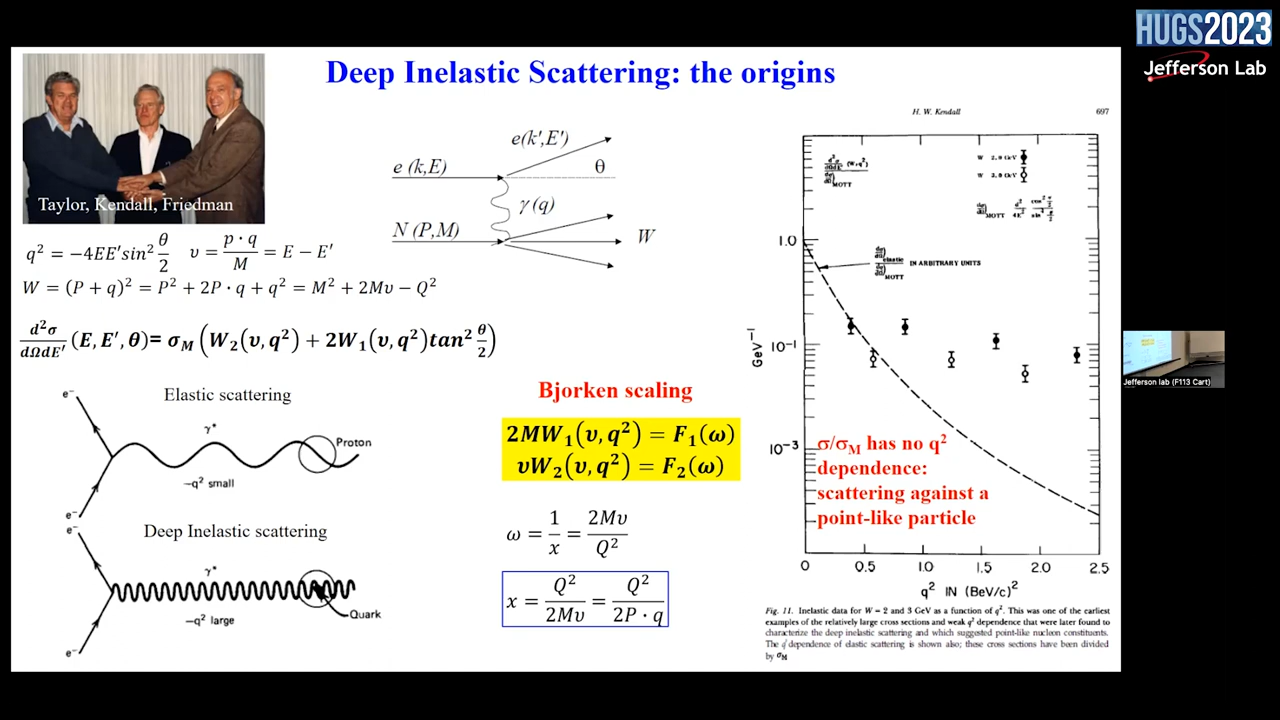 HUGS2023
Jefferson Lab
Deep Inelastic Scattering: the origins
Taylor, Kendall, Friedman
e(k',E')
e (k,E)
θ
γ(q)
N (P,M)
W
q² = −4EE'sin² θ/2   υ = p · q / M = E − E'
W = (P + q)² = P² + 2P · q + q² = M² + 2Mυ − Q²
d²σ/dΩdE' (E, E', θ)= σ_M (W₂(υ, q²) + 2W₁(υ, q²)tan² θ/2)
Elastic scattering
e⁻
γ*
Proton
−q² small
e⁻
e⁻
Deep Inelastic scattering
γ*
−q² large
Quark
e⁻
Bjorken scaling
2MW₁(υ, q²) = F₁(ω)
υW₂(υ, q²) = F₂(ω)
ω = 1/x = 2Mυ/Q²
x = Q²/2Mυ = Q²/2P · q
H. W. Kendall 697
MOTT
MOTT
1.0
elastic
IN ARBITRARY UNITS
MOTT
GeV⁻¹
10⁻¹
10⁻³
σ/σ_M has no q²
dependence:
scattering against a
point-like particle
0 0.5 1.0 1.5 2.0 2.5
q² IN (BeV/c)²
Fig. 11. Inelastic data for W = 2 and 3 GeV as a function of q². This was one of the earliest
examples of the relatively large cross sections and weak q² dependence that were later found to
characterize the deep inelastic scattering and which suggested point-like nucleon constituents.
The q² dependence of elastic scattering is shown also; these cross sections have been divided
by σ_M
Jefferson lab (F113 Cart)